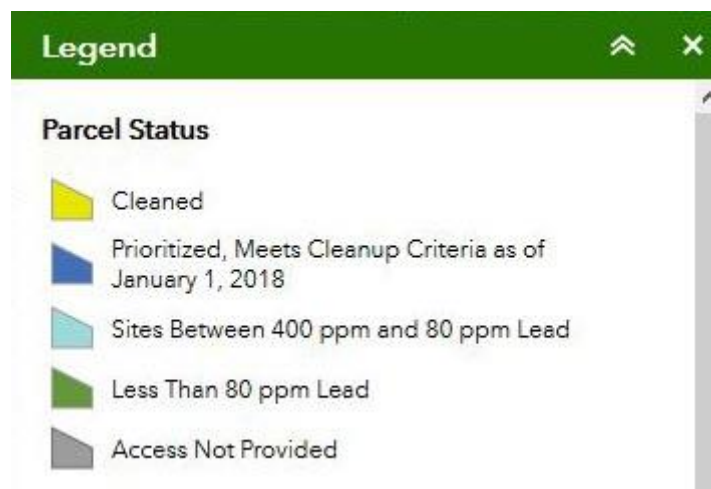 Legend
Parcel Status
Cleaned
Prioritized, Meets Cleanup Criteria as of
January 1, 2018
Sites Between 400 ppm and 80 ppm Lead
Less Than 80 ppm Lead
Access Not Provided